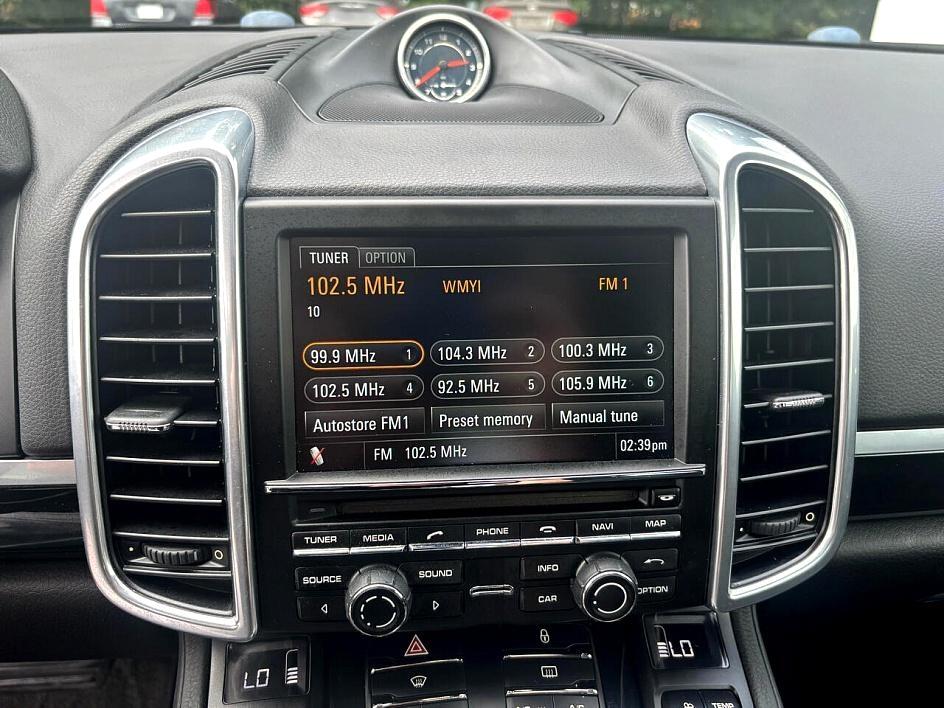 TUNER OPTION
102.5 MHz WMYI FM 1
10
99.9 MHz 1 104.3 MHz 2 100.3 MHz 3
102.5 MHz 4 92.5 MHz 5 105.9 MHz 6
Autostore FM1 Preset memory Manual tune
FM 102.5 MHz 02:39pm
TUNER MEDIA PHONE NAVI MAP
SOURCE SOUND INFO
CAR OPTION
LO LO
TEMP